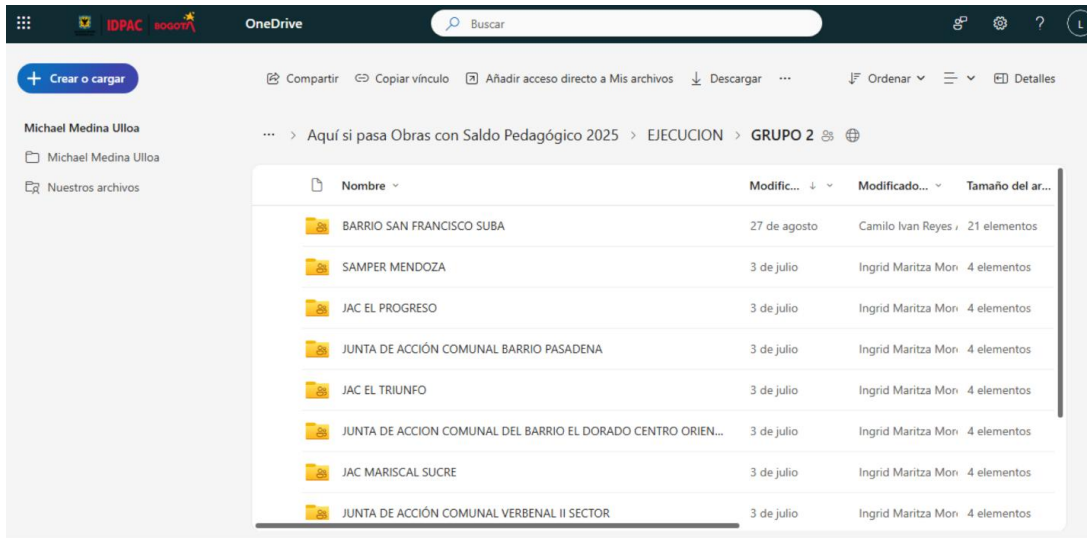 IDPAC BOGOTÁ OneDrive Buscar ? L
+ Crear o cargar Compartir Copiar vínculo Añadir acceso directo a Mis archivos Descargar ... Ordenar Detalles
Michael Medina Ulloa
Michael Medina Ulloa
Nuestros archivos
... > Aquí si pasa Obras con Saldo Pedagógico 2025 > EJECUCION > GRUPO 2
Nombre Modific... ↓ Modificado... Tamaño del ar...
BARRIO SAN FRANCISCO SUBA 27 de agosto Camilo Ivan Reyes 21 elementos
SAMPER MENDOZA 3 de julio Ingrid Maritza Mor 4 elementos
JAC EL PROGRESO 3 de julio Ingrid Maritza Mor 4 elementos
JUNTA DE ACCIÓN COMUNAL BARRIO PASADENA 3 de julio Ingrid Maritza Mor 4 elementos
JAC EL TRIUNFO 3 de julio Ingrid Maritza Mor 4 elementos
JUNTA DE ACCION COMUNAL DEL BARRIO EL DORADO CENTRO ORIEN... 3 de julio Ingrid Maritza Mor 4 elementos
JAC MARISCAL SUCRE 3 de julio Ingrid Maritza Mor 4 elementos
JUNTA DE ACCIÓN COMUNAL VERBENAL II SECTOR 3 de julio Ingrid Maritza Mor 4 elementos